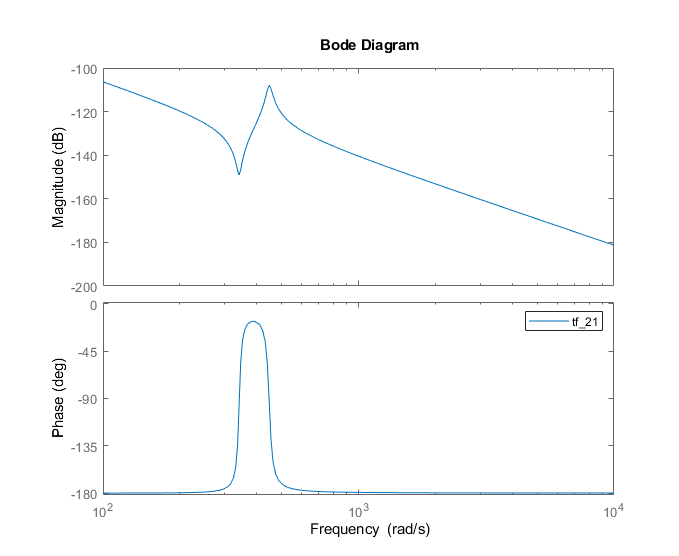 Bode Diagram
Magnitude (dB)
-100
-120
-140
-160
-180
-200
Phase (deg)
0
-45
-90
-135
-180
tf_21
10^2
10^3
10^4
Frequency (rad/s)